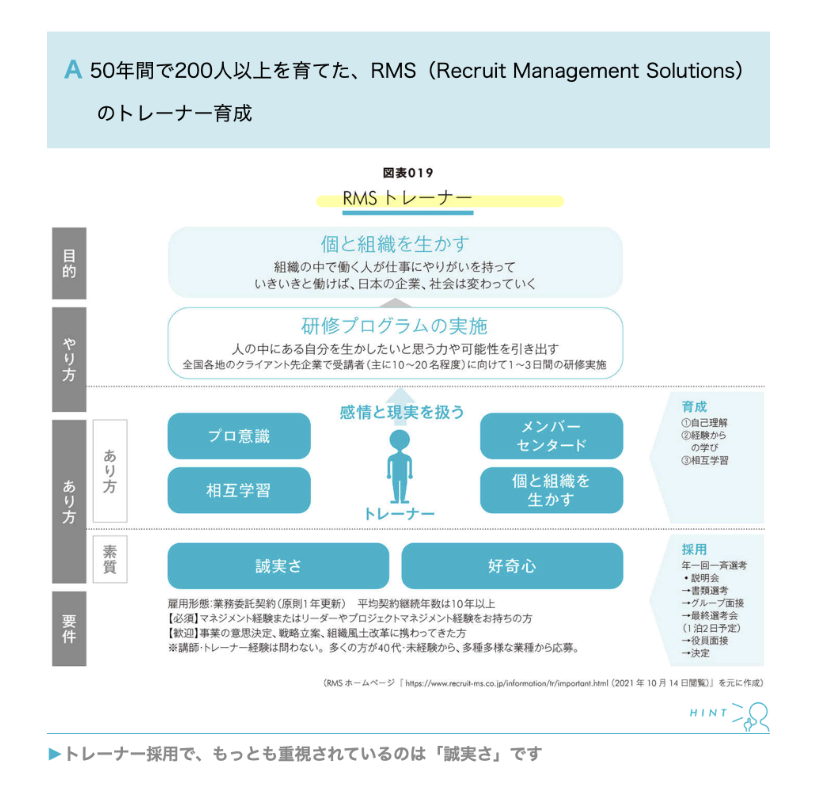 A 50年間で200人以上を育てた、RMS（Recruit Management Solutions）
のトレーナー育成
図表019
RMS トレーナー
目的
個と組織を生かす
組織の中で働く人が仕事にやりがいを持って
いきいきと働けば、日本の企業、社会は変わっていく
やり方
研修プログラムの実施
人の中にある自分を生かしたいと思う力や可能性を引き出す
全国各地のクライアント先企業で受講者（主に10〜20名程度）に向けて1〜3日間の研修実施
あり方
あり方
感情と現実を扱う
プロ意識
メンバー
センタード
相互学習
個と組織を
生かす
トレーナー
育成
①自己理解
②経験から
の学び
③相互学習
素質
誠実さ
好奇心
採用
年一回一斉選考
・説明会
→書類選考
→グループ面接
→最終選考会
（1泊2日予定）
→役員面接
→決定
要件
雇用形態：業務委託契約（原則1年更新） 平均契約継続年数は10年以上
【必須】マネジメント経験またはリーダーやプロジェクトマネジメント経験をお持ちの方
【歓迎】事業の意思決定、戦略立案、組織風土改革に携わってきた方
※講師・トレーナー経験は問わない。多くの方が40代・未経験から、多種多様な業種から応募。
（RMS ホームページ「 https://www.recruit-ms.co.jp/information/tr/important.html （2021 年 10 月 14 日閲覧）」を元に作成）
HINT
▶トレーナー採用で、もっとも重視されているのは「誠実さ」です